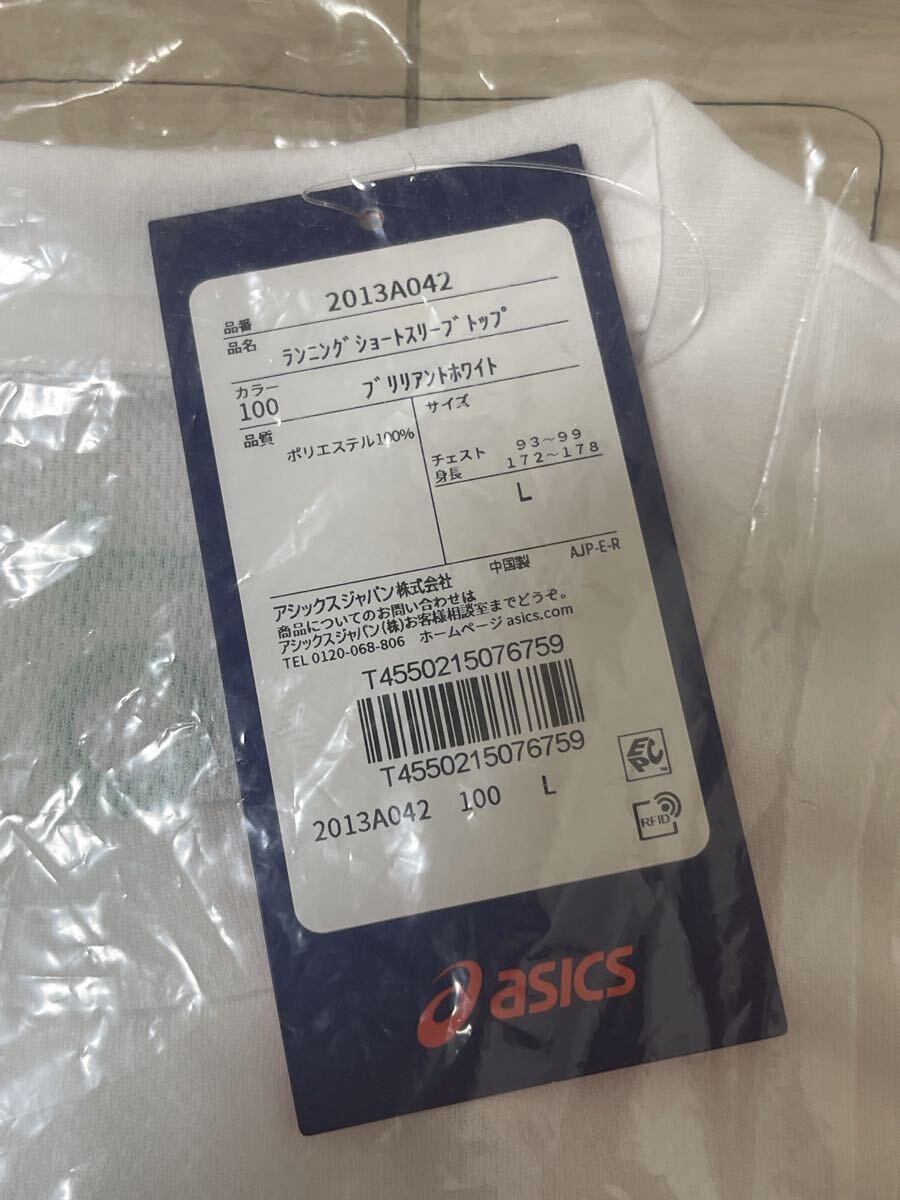 品番 2013A042
品名 ランニングショートスリーブトップ
カラー
100 ブリリアントホワイト
品質 ポリエステル100%
サイズ
チェスト 93～99
身長 172～178
L
アシックスジャパン株式会社 中国製 AJP-E-R
商品についてのお問い合わせは
アシックスジャパン(株)お客様相談室までどうぞ。
TEL 0120-068-806 ホームページ asics.com
T4550215076759
T4550215076759
2013A042 100 L
EPC™
RFID
asics